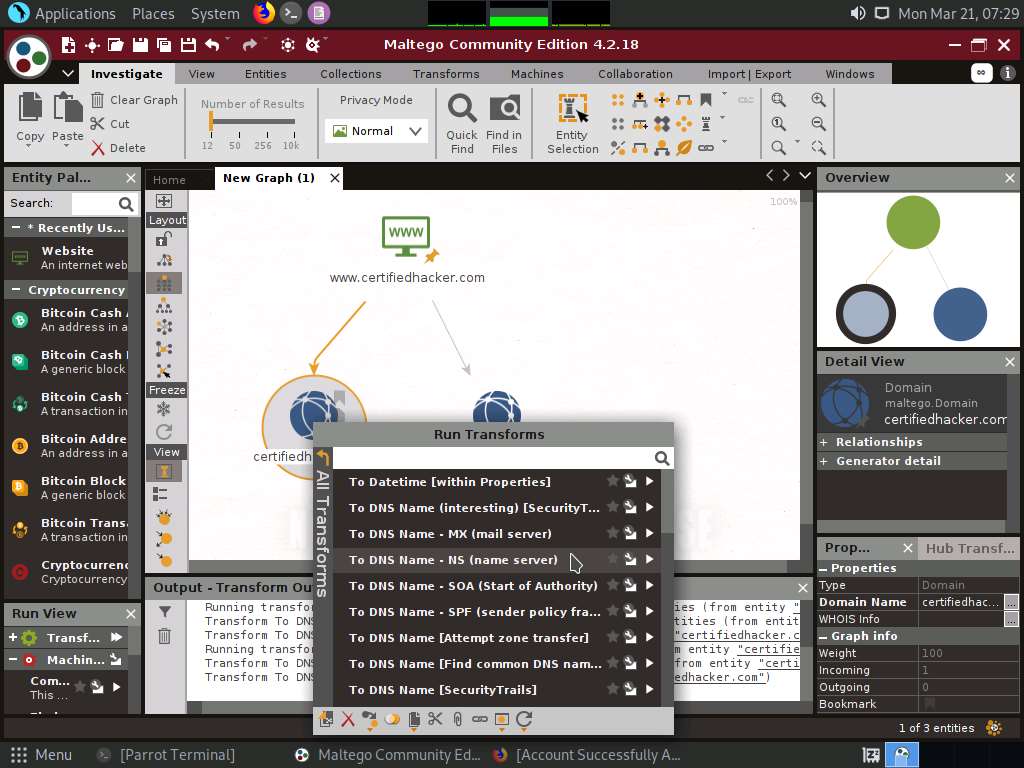 Applications Places System
Mon Mar 21, 07:29
Maltego Community Edition 4.2.18
Investigate View Entities Collections Transforms Machines Collaboration Import | Export Windows
Copy
Paste
Clear Graph
Cut
Delete
Number of Results
12 50 256 10k
Privacy Mode
Normal
Quick
Find
Find in
Files
Entity
Selection
Entity Pal...
Search:
* Recently Us...
Website
An internet web
Cryptocurrency
Bitcoin Cash
An address in a
Bitcoin Cash
A generic block
Bitcoin Cash
A transaction in
Bitcoin Addre
An address in a
Bitcoin Block
A generic block
Bitcoin Trans
A transaction in
Cryptocurrenc
Cryptocurrency
Run View
Transf...
Machin...
Com...
This ...
Home
New Graph (1)
Layout
Freeze
View
100%
WWW
www.certifiedhacker.com
certifiedh
Run Transforms
All Transforms
To Datetime [within Properties]
To DNS Name (interesting) [SecurityT...
To DNS Name - MX (mail server)
To DNS Name - NS (name server)
To DNS Name - SOA (Start of Authority)
To DNS Name - SPF (sender policy fra...
To DNS Name [Attempt zone transfer]
To DNS Name [Find common DNS nam...
To DNS Name [SecurityTrails]
Output - Transform Ou
Running transfo
ies (from entity "
Transform To DN
tities (from entit
Transform To DN
"certifiedhacker.c
Running transfo
entity "certifie
Transform To DN
from entity "certi
Transform To DN
edhacker.com")
Overview
Detail View
Domain
maltego.Domain
certifiedhacker.com
+ Relationships
+ Generator detail
Prop...
Hub Transf...
Properties
Type Domain
Domain Name certifiedhac... ...
WHOIS Info ...
Graph info
Weight 100
Incoming 1
Outgoing 0
Bookmark
1 of 3 entities
Menu
[Parrot Terminal]
Maltego Community Ed...
[Account Successfully A...